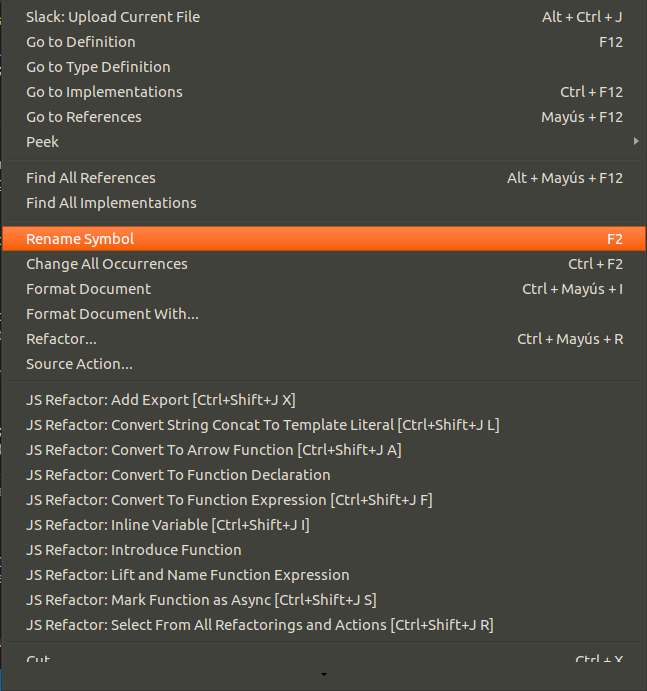 Slack: Upload Current File Alt + Ctrl + J
Go to Definition F12
Go to Type Definition
Go to Implementations Ctrl + F12
Go to References Mayús + F12
Peek
Find All References Alt + Mayús + F12
Find All Implementations
Rename Symbol F2
Change All Occurrences Ctrl + F2
Format Document Ctrl + Mayús + I
Format Document With...
Refactor... Ctrl + Mayús + R
Source Action...
JS Refactor: Add Export [Ctrl+Shift+J X]
JS Refactor: Convert String Concat To Template Literal [Ctrl+Shift+J L]
JS Refactor: Convert To Arrow Function [Ctrl+Shift+J A]
JS Refactor: Convert To Function Declaration
JS Refactor: Convert To Function Expression [Ctrl+Shift+J F]
JS Refactor: Inline Variable [Ctrl+Shift+J I]
JS Refactor: Introduce Function
JS Refactor: Lift and Name Function Expression
JS Refactor: Mark Function as Async [Ctrl+Shift+J S]
JS Refactor: Select From All Refactorings and Actions [Ctrl+Shift+J R]
Cut Ctrl + X